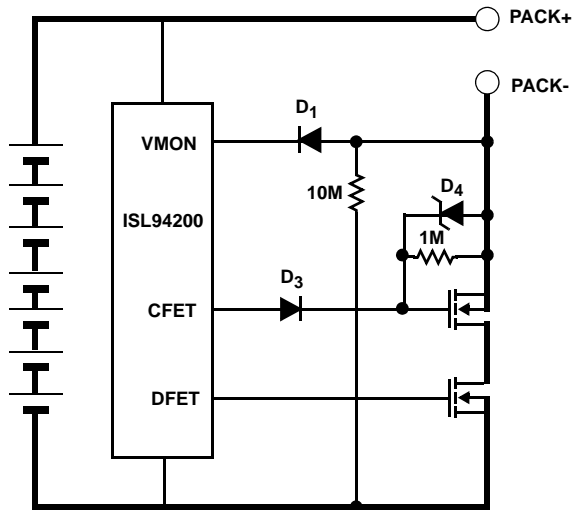 PACK+
PACK-
D1
VMON
D4
10M
ISL94200
1M
D3
CFET
DFET